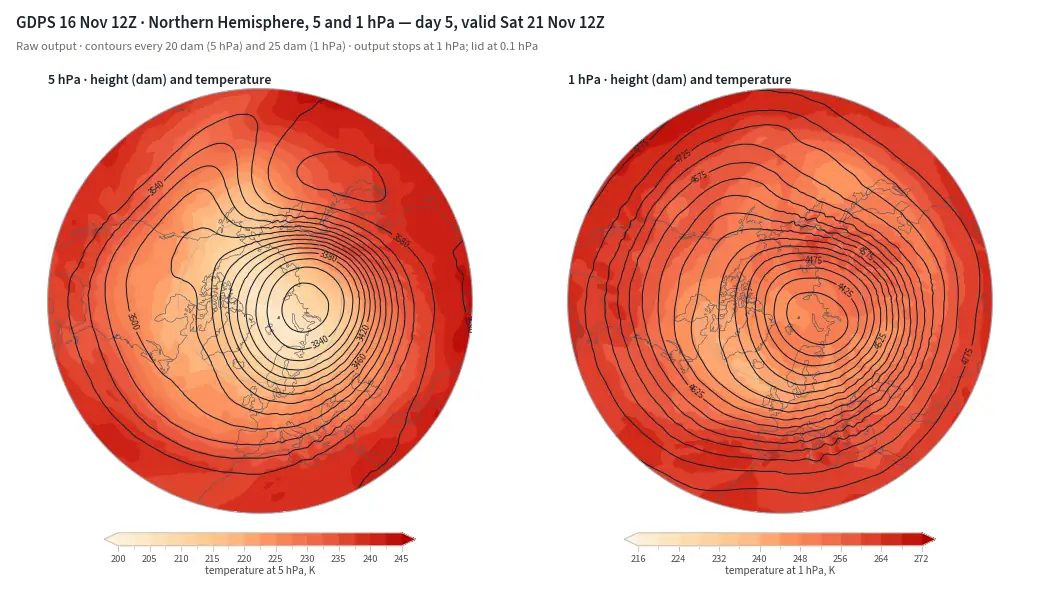 GDPS 16 Nov 12Z · Northern Hemisphere, 5 and 1 hPa — day 5, valid Sat 21 Nov 12Z
Raw output · contours every 20 dam (5 hPa) and 25 dam (1 hPa) · output stops at 1 hPa; lid at 0.1 hPa
5 hPa · height (dam) and temperature
1 hPa · height (dam) and temperature
3540
3580
3380
3500
3340
3420
3460
4725
4675
4575
4475
4425
4525
4625
4775
200 205 210 215 220 225 230 235 240 245
temperature at 5 hPa, K
216 224 232 240 248 256 264 272
temperature at 1 hPa, K